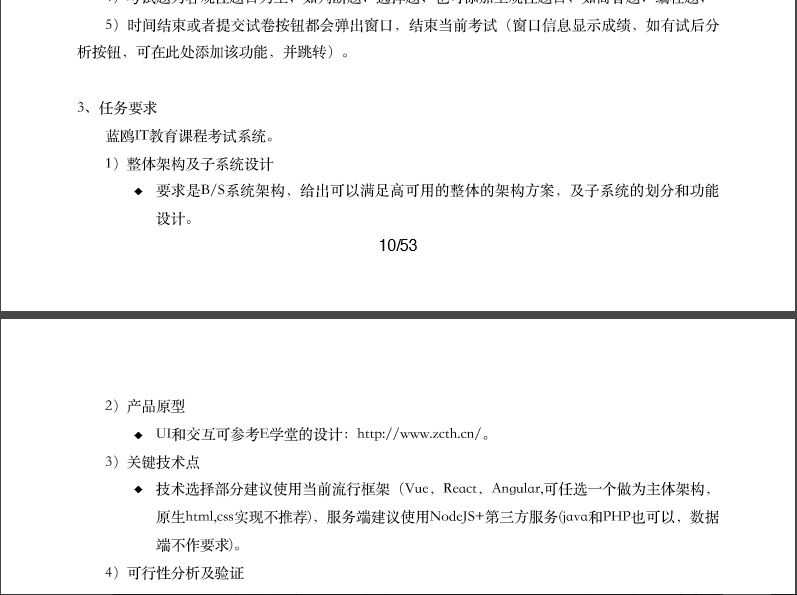 5）时间结束或者提交试卷按钮都会弹出窗口，结束当前考试（窗口信息显示成绩，如有试后分
析按钮，可在此处添加该功能，并跳转）。
3、任务要求
蓝鸥IT教育课程考试系统。
1）整体架构及子系统设计
◆ 要求是B/S系统架构，给出可以满足高可用的整体的架构方案，及子系统的划分和功能
设计。
10/53
2）产品原型
◆ UI和交互可参考E学堂的设计：http://www.zcth.cn/。
3）关键技术点
◆ 技术选择部分建议使用当前流行框架（Vue、React、Angular,可任选一个做为主体架构，
原生html,css实现不推荐)，服务端建议使用NodeJS+第三方服务(java和PHP也可以，数据
端不作要求)。
4）可行性分析及验证